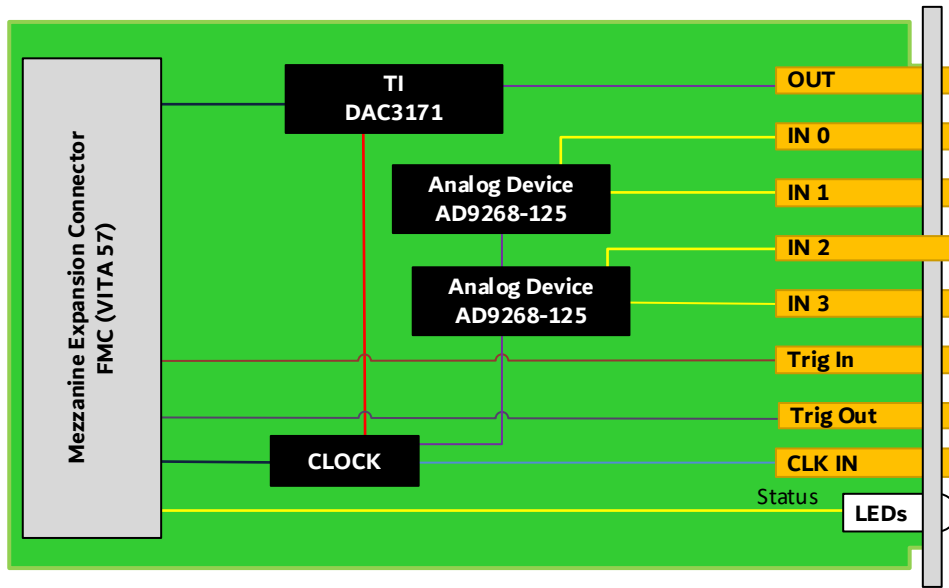 Mezzanine Expansion Connector
FMC (VITA 57)
TI
DAC3171
OUT
IN 0
Analog Device
AD9268-125
IN 1
IN 2
Analog Device
AD9268-125
IN 3
Trig In
Trig Out
CLOCK
CLK IN
Status
LEDs